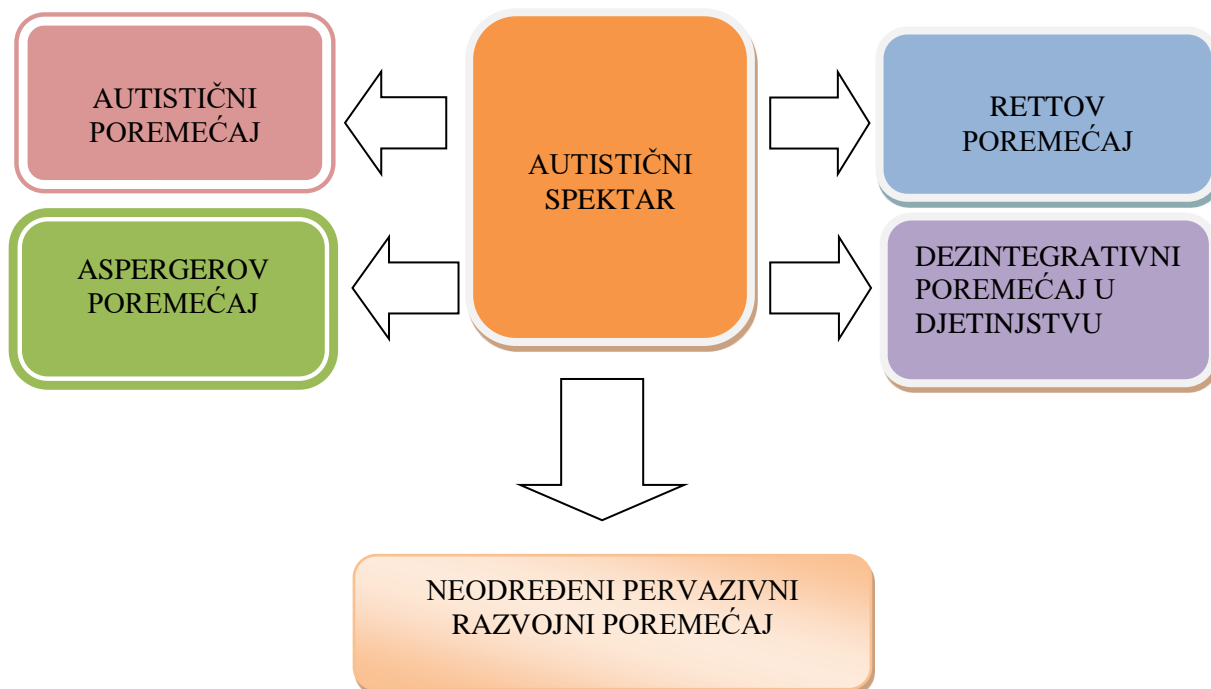 AUTISTIČNI
POREMEĆAJ
AUTISTIČNI
SPEKTAR
RETTOV
POREMEĆAJ
ASPERGEROV
POREMEĆAJ
DEZINTEGRATIVNI
POREMEĆAJ U
DJETINJSTVU
NEODREĐENI PERVAZIVNI
RAZVOJNI POREMEĆAJ